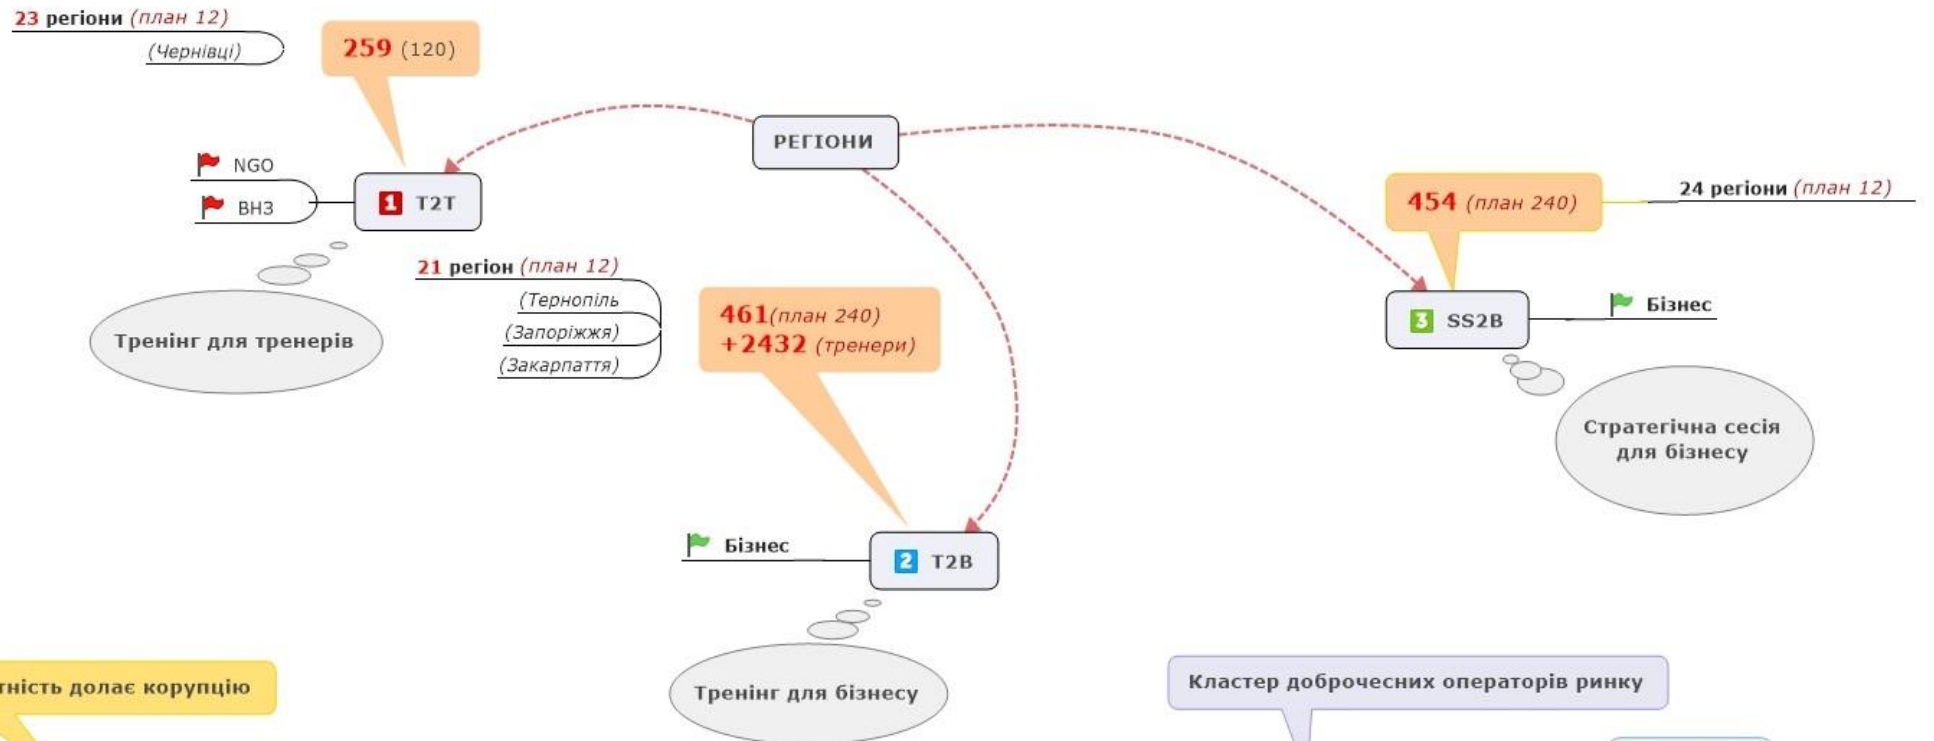 23 регіони (план 12)
(Чернівці)
259 (120)
РЕГІОНИ
NGO
ВНЗ
1 T2T
Тренінг для тренерів
21 регіон (план 12)
(Тернопіль
(Запоріжжя)
(Закарпаття)
461(план 240)
+2432 (тренери)
454 (план 240)
24 регіони (план 12)
3 SS2B
Бізнес
Стратегічна сесія
для бізнесу
Бізнес
2 T2B
Тренінг для бізнесу
тність долає корупцію
Кластер доброчесних операторів ринку